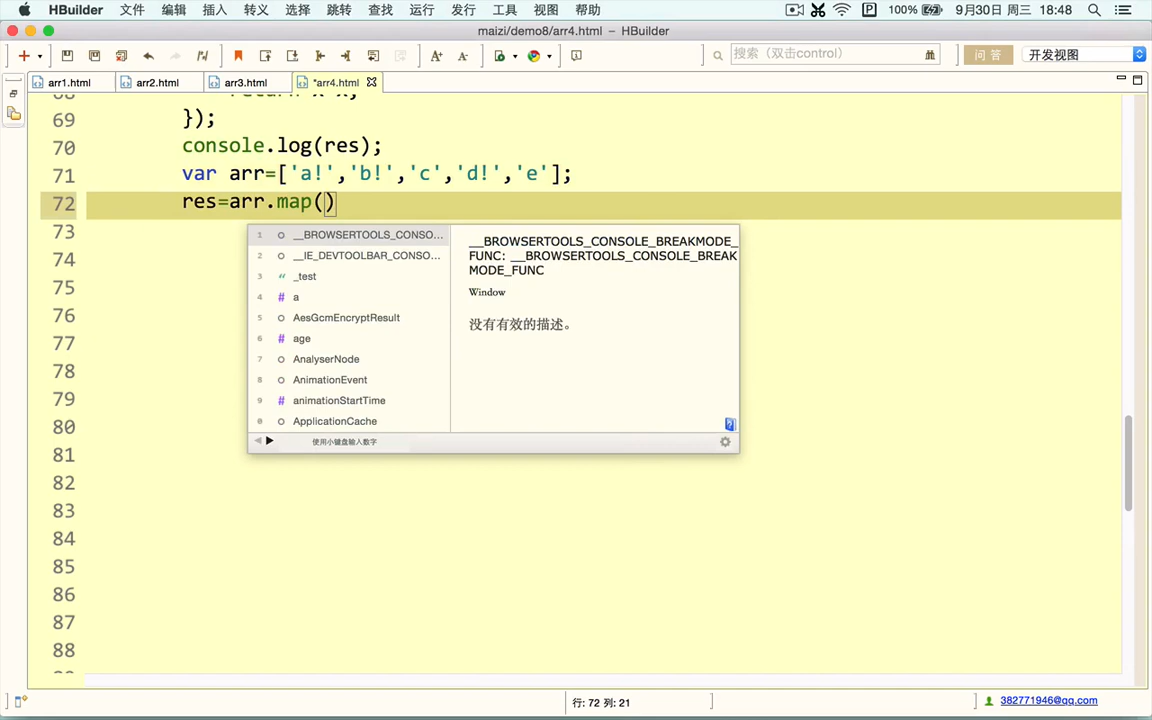 HBuilder 文件 编辑 插入 转义 选择 跳转 查找 运行 发行 工具 视图 帮助 100% 9月30日 周三 18:48
maizi/demo8/arr4.html – HBuilder
搜索（双击control） 问 答 开发视图
arr1.html arr2.html arr3.html *arr4.html
69 });
70 console.log(res);
71 var arr=['a!','b!','c','d!','e'];
72 res=arr.map()
73
74
75
76
77
78
79
80
81
82
83
84
85
86
87
88
1 __BROWSERTOOLS_CONSO...
2 __IE_DEVTOOLBAR_CONSO...
3 _test
4 # a
5 AesGcmEncryptResult
6 # age
7 AnalyserNode
8 AnimationEvent
9 # animationStartTime
0 ApplicationCache
使用小键盘输入数字
__BROWSERTOOLS_CONSOLE_BREAKMODE_
FUNC: __BROWSERTOOLS_CONSOLE_BREAK
MODE_FUNC
Window
没有有效的描述。
行: 72 列: 21
382771946@qq.com